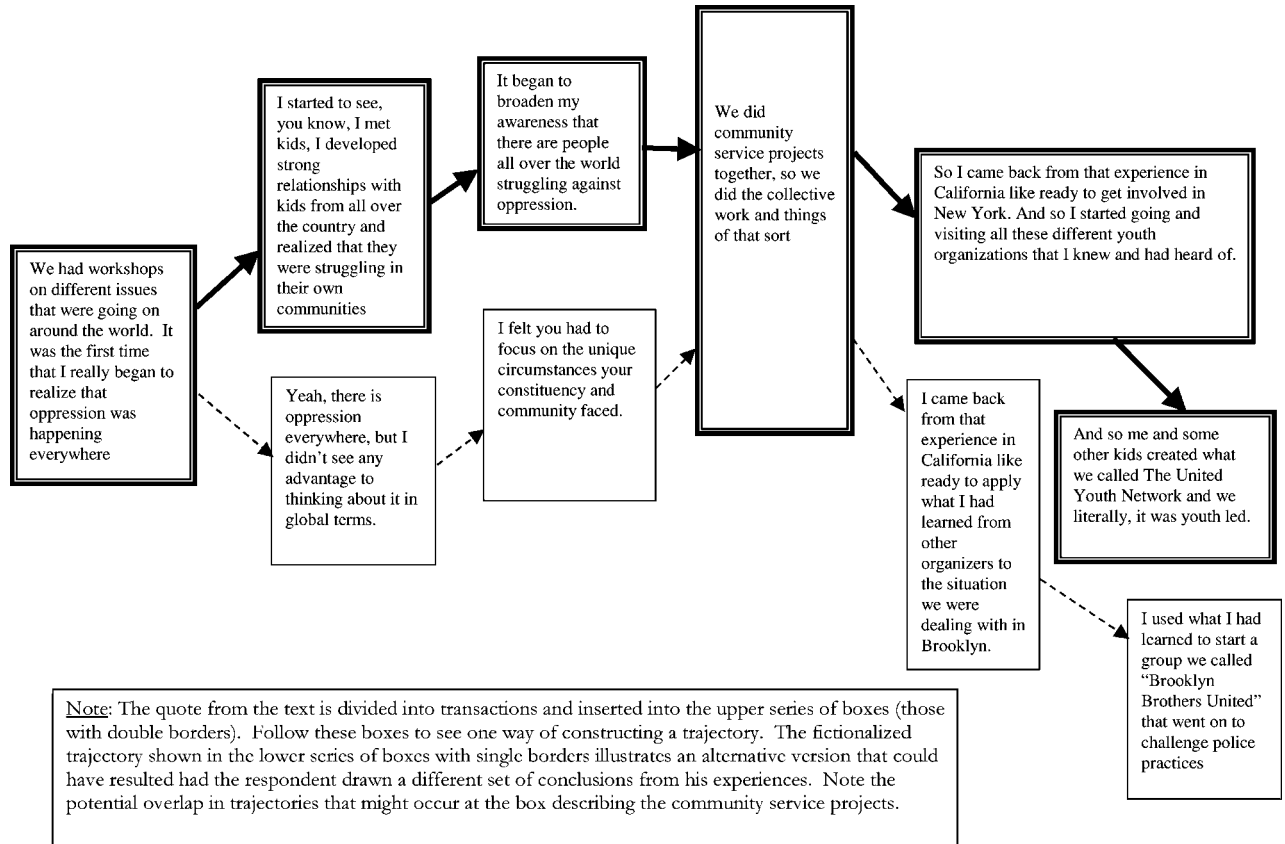 We had workshops
on different issues
that were going on
around the world.  It
was the first time
that I really began to
realize that
oppression was
happening
everywhere
I started to see,
you know, I met
kids, I developed
strong
relationships with
kids from all over
the country and
realized that they
were struggling in
their own
communities
It began to
broaden my
awareness that
there are people
all over the world
struggling against
oppression.
We did
community
service projects
together, so we
did the collective
work and things
of that sort
So I came back from that experience in
California like ready to get involved in
New York. And so I started going and
visiting all these different youth
organizations that I knew and had heard of.
And so me and some
other kids created what
we called The United
Youth Network and we
literally, it was youth led.
Yeah, there is
oppression
everywhere, but I
didn’t see any
advantage to
thinking about it in
global terms.
I felt you had to
focus on the unique
circumstances your
constituency and
community faced.
I came back
from that
experience in
California like
ready to apply
what I had
learned from
other
organizers to
the situation
we were
dealing with in
Brooklyn.
I used what I had
learned to start a
group we called
“Brooklyn
Brothers United”
that went on to
challenge police
practices
Note: The quote from the text is divided into transactions and inserted into the upper series of boxes (those
with double borders).  Follow these boxes to see one way of constructing a trajectory.  The fictionalized
trajectory shown in the lower series of boxes with single borders illustrates an alternative version that could
have resulted had the respondent drawn a different set of conclusions from his experiences.  Note the
potential overlap in trajectories that might occur at the box describing the community service projects.